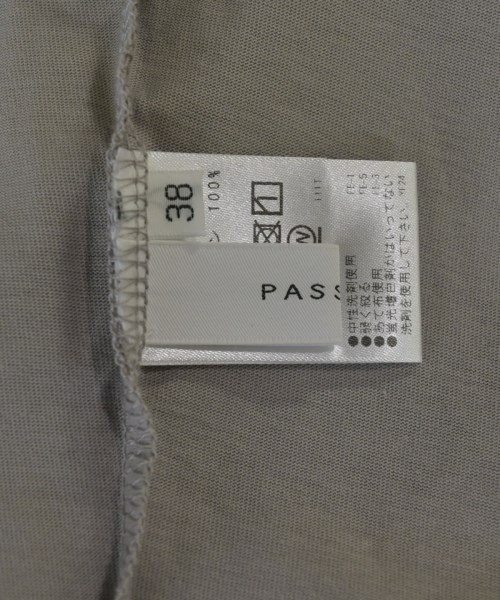 38
100%
PASS
●中性洗剤使用
●弱く絞る
●あて布使用
●蛍光増白剤がはいってない
洗剤を使用して下さい。